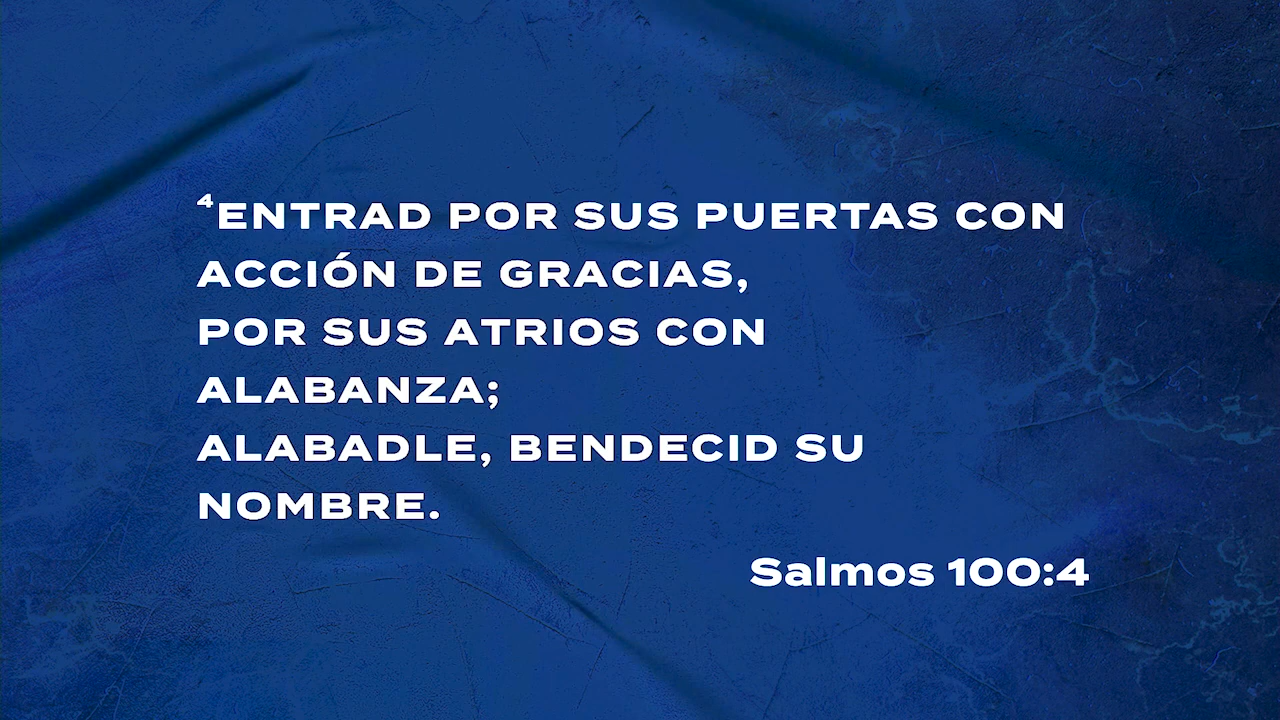 ⁴ENTRAD POR SUS PUERTAS CON
ACCIÓN DE GRACIAS,
POR SUS ATRIOS CON
ALABANZA;
ALABADLE, BENDECID SU
NOMBRE.
Salmos 100:4